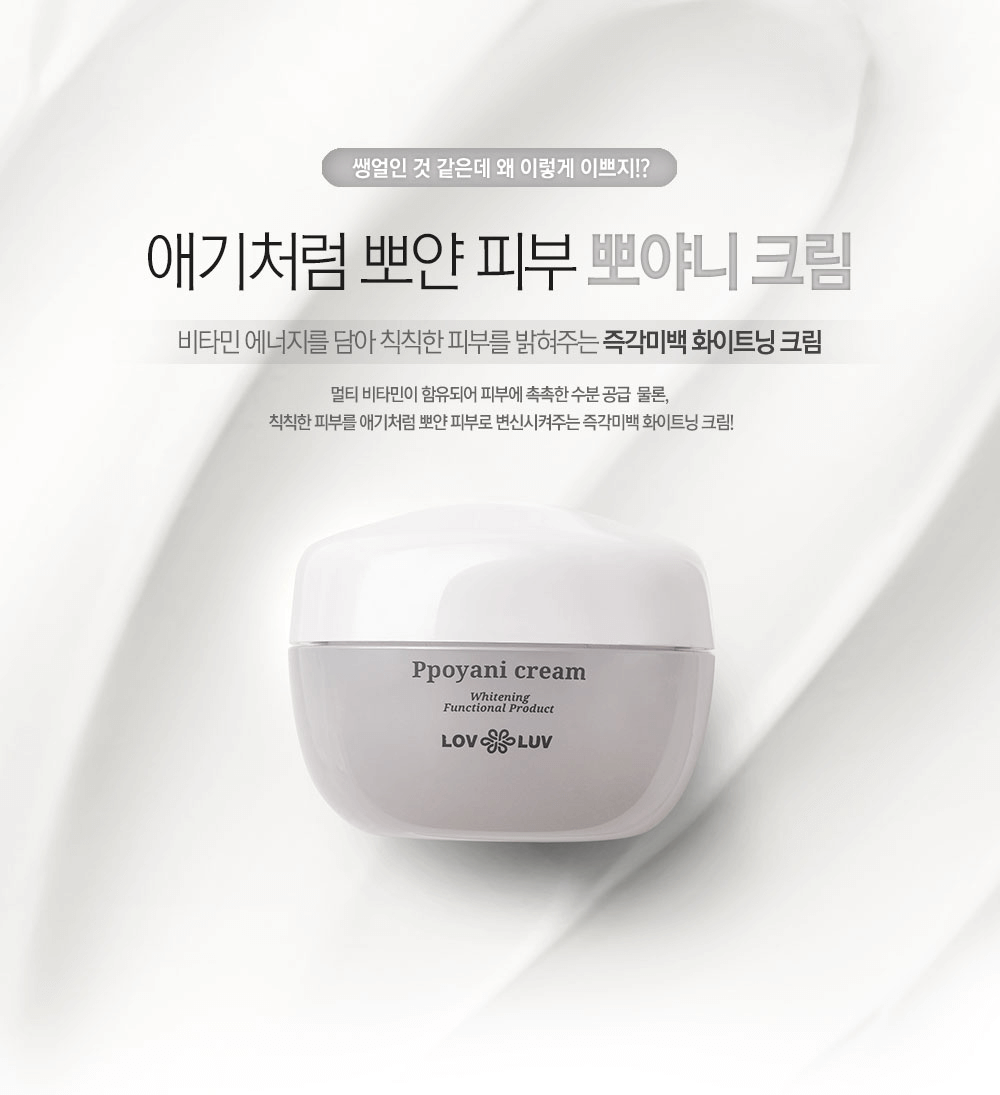 쌩얼인 것 같은데 왜 이렇게 이쁘지!?
애기처럼 뽀얀 피부 뽀야니 크림
비타민 에너지를 담아 칙칙한 피부를 밝혀주는 즉각미백 화이트닝 크림
멀티 비타민이 함유되어 피부에 촉촉한 수분 공급 물론,
칙칙한 피부를 애기처럼 뽀얀 피부로 변신시켜주는 즉각미백 화이트닝 크림!
Ppoyani cream
Whitening
Functional Product
LOV LUV